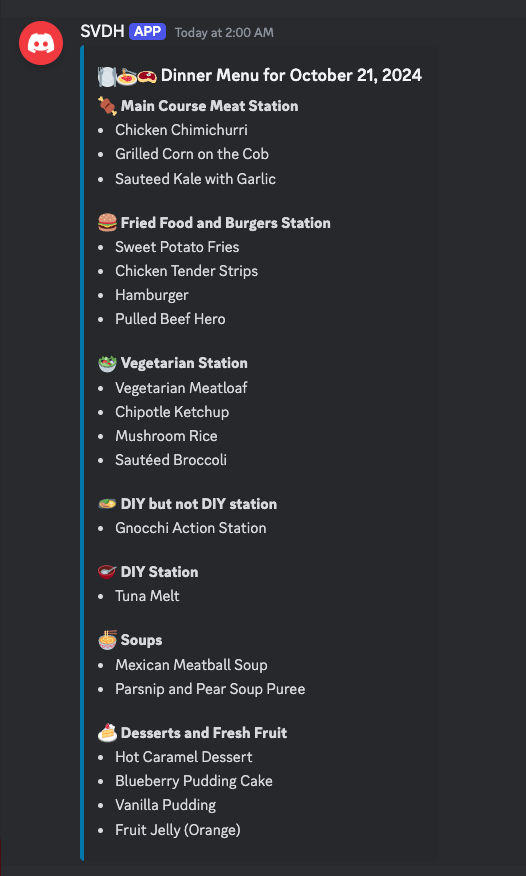 SVDH APP Today at 2:00 AM
Dinner Menu for October 21, 2024
Main Course Meat Station
• Chicken Chimichurri
• Grilled Corn on the Cob
• Sauteed Kale with Garlic
Fried Food and Burgers Station
• Sweet Potato Fries
• Chicken Tender Strips
• Hamburger
• Pulled Beef Hero
Vegetarian Station
• Vegetarian Meatloaf
• Chipotle Ketchup
• Mushroom Rice
• Sautéed Broccoli
DIY but not DIY station
• Gnocchi Action Station
DIY Station
• Tuna Melt
Soups
• Mexican Meatball Soup
• Parsnip and Pear Soup Puree
Desserts and Fresh Fruit
• Hot Caramel Dessert
• Blueberry Pudding Cake
• Vanilla Pudding
• Fruit Jelly (Orange)